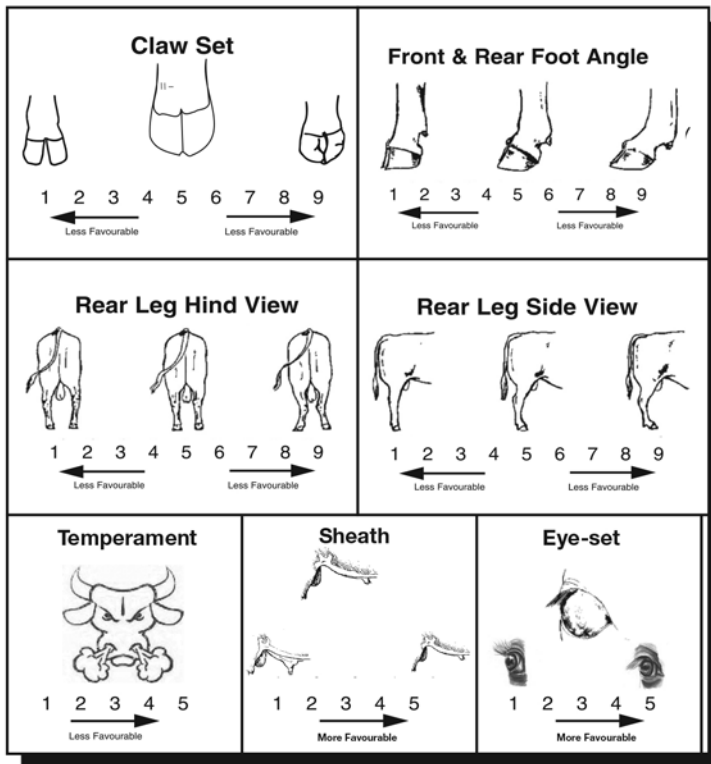 Claw Set
1 2 3 4 5 6 7 8 9
Less Favourable Less Favourable
Front & Rear Foot Angle
1 2 3 4 5 6 7 8 9
Less Favourable Less Favourable
Rear Leg Hind View
1 2 3 4 5 6 7 8 9
Less Favourable Less Favourable
Rear Leg Side View
1 2 3 4 5 6 7 8 9
Less Favourable Less Favourable
Temperament
1 2 3 4 5
Less Favourable
Sheath
1 2 3 4 5
More Favourable
Eye-set
1 2 3 4 5
More Favourable